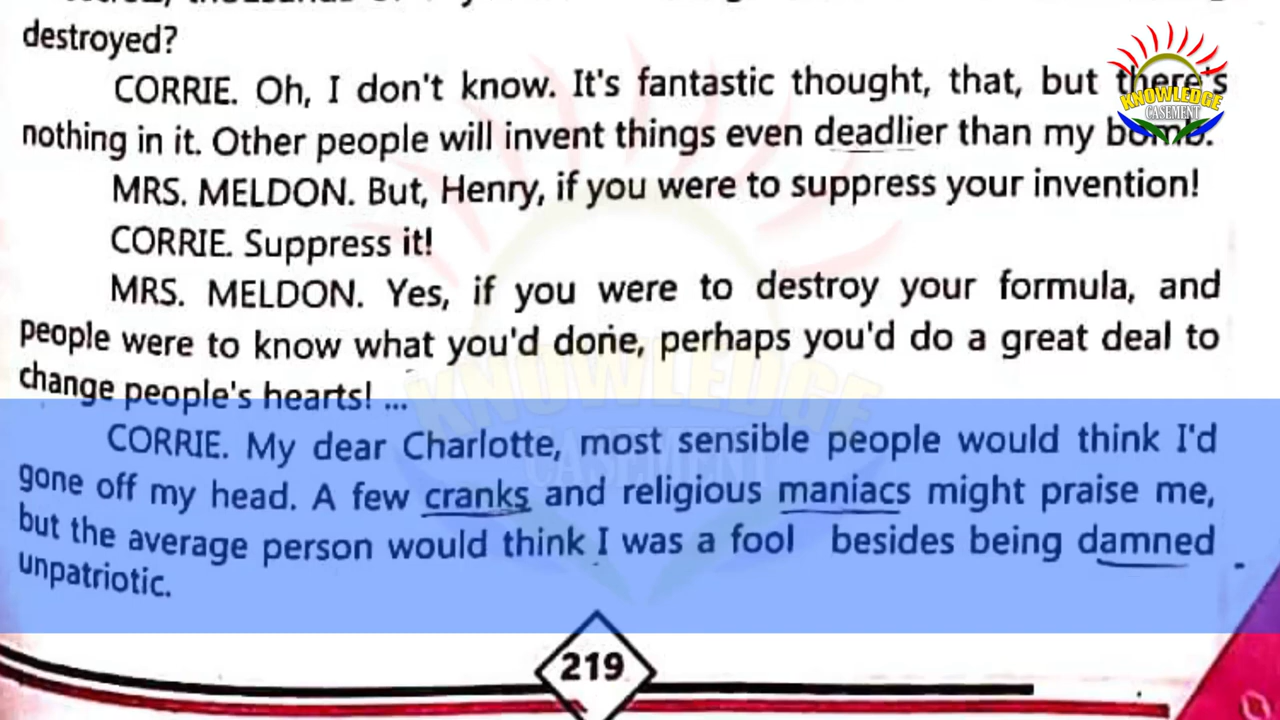 destroyed?
CORRIE. Oh, I don't know. It's fantastic thought, that, but there's
nothing in it. Other people will invent things even deadlier than my bomb.
MRS. MELDON. But, Henry, if you were to suppress your invention!
CORRIE. Suppress it!
MRS. MELDON. Yes, if you were to destroy your formula, and
people were to know what you'd done, perhaps you'd do a great deal to
change people's hearts! ...
CORRIE. My dear Charlotte, most sensible people would think I'd
gone off my head. A few cranks and religious maniacs might praise me,
but the average person would think I was a fool besides being damned
unpatriotic.
219
KNOWLEDGE
CASEMENT
KNOWLEDGE
CASEMENT